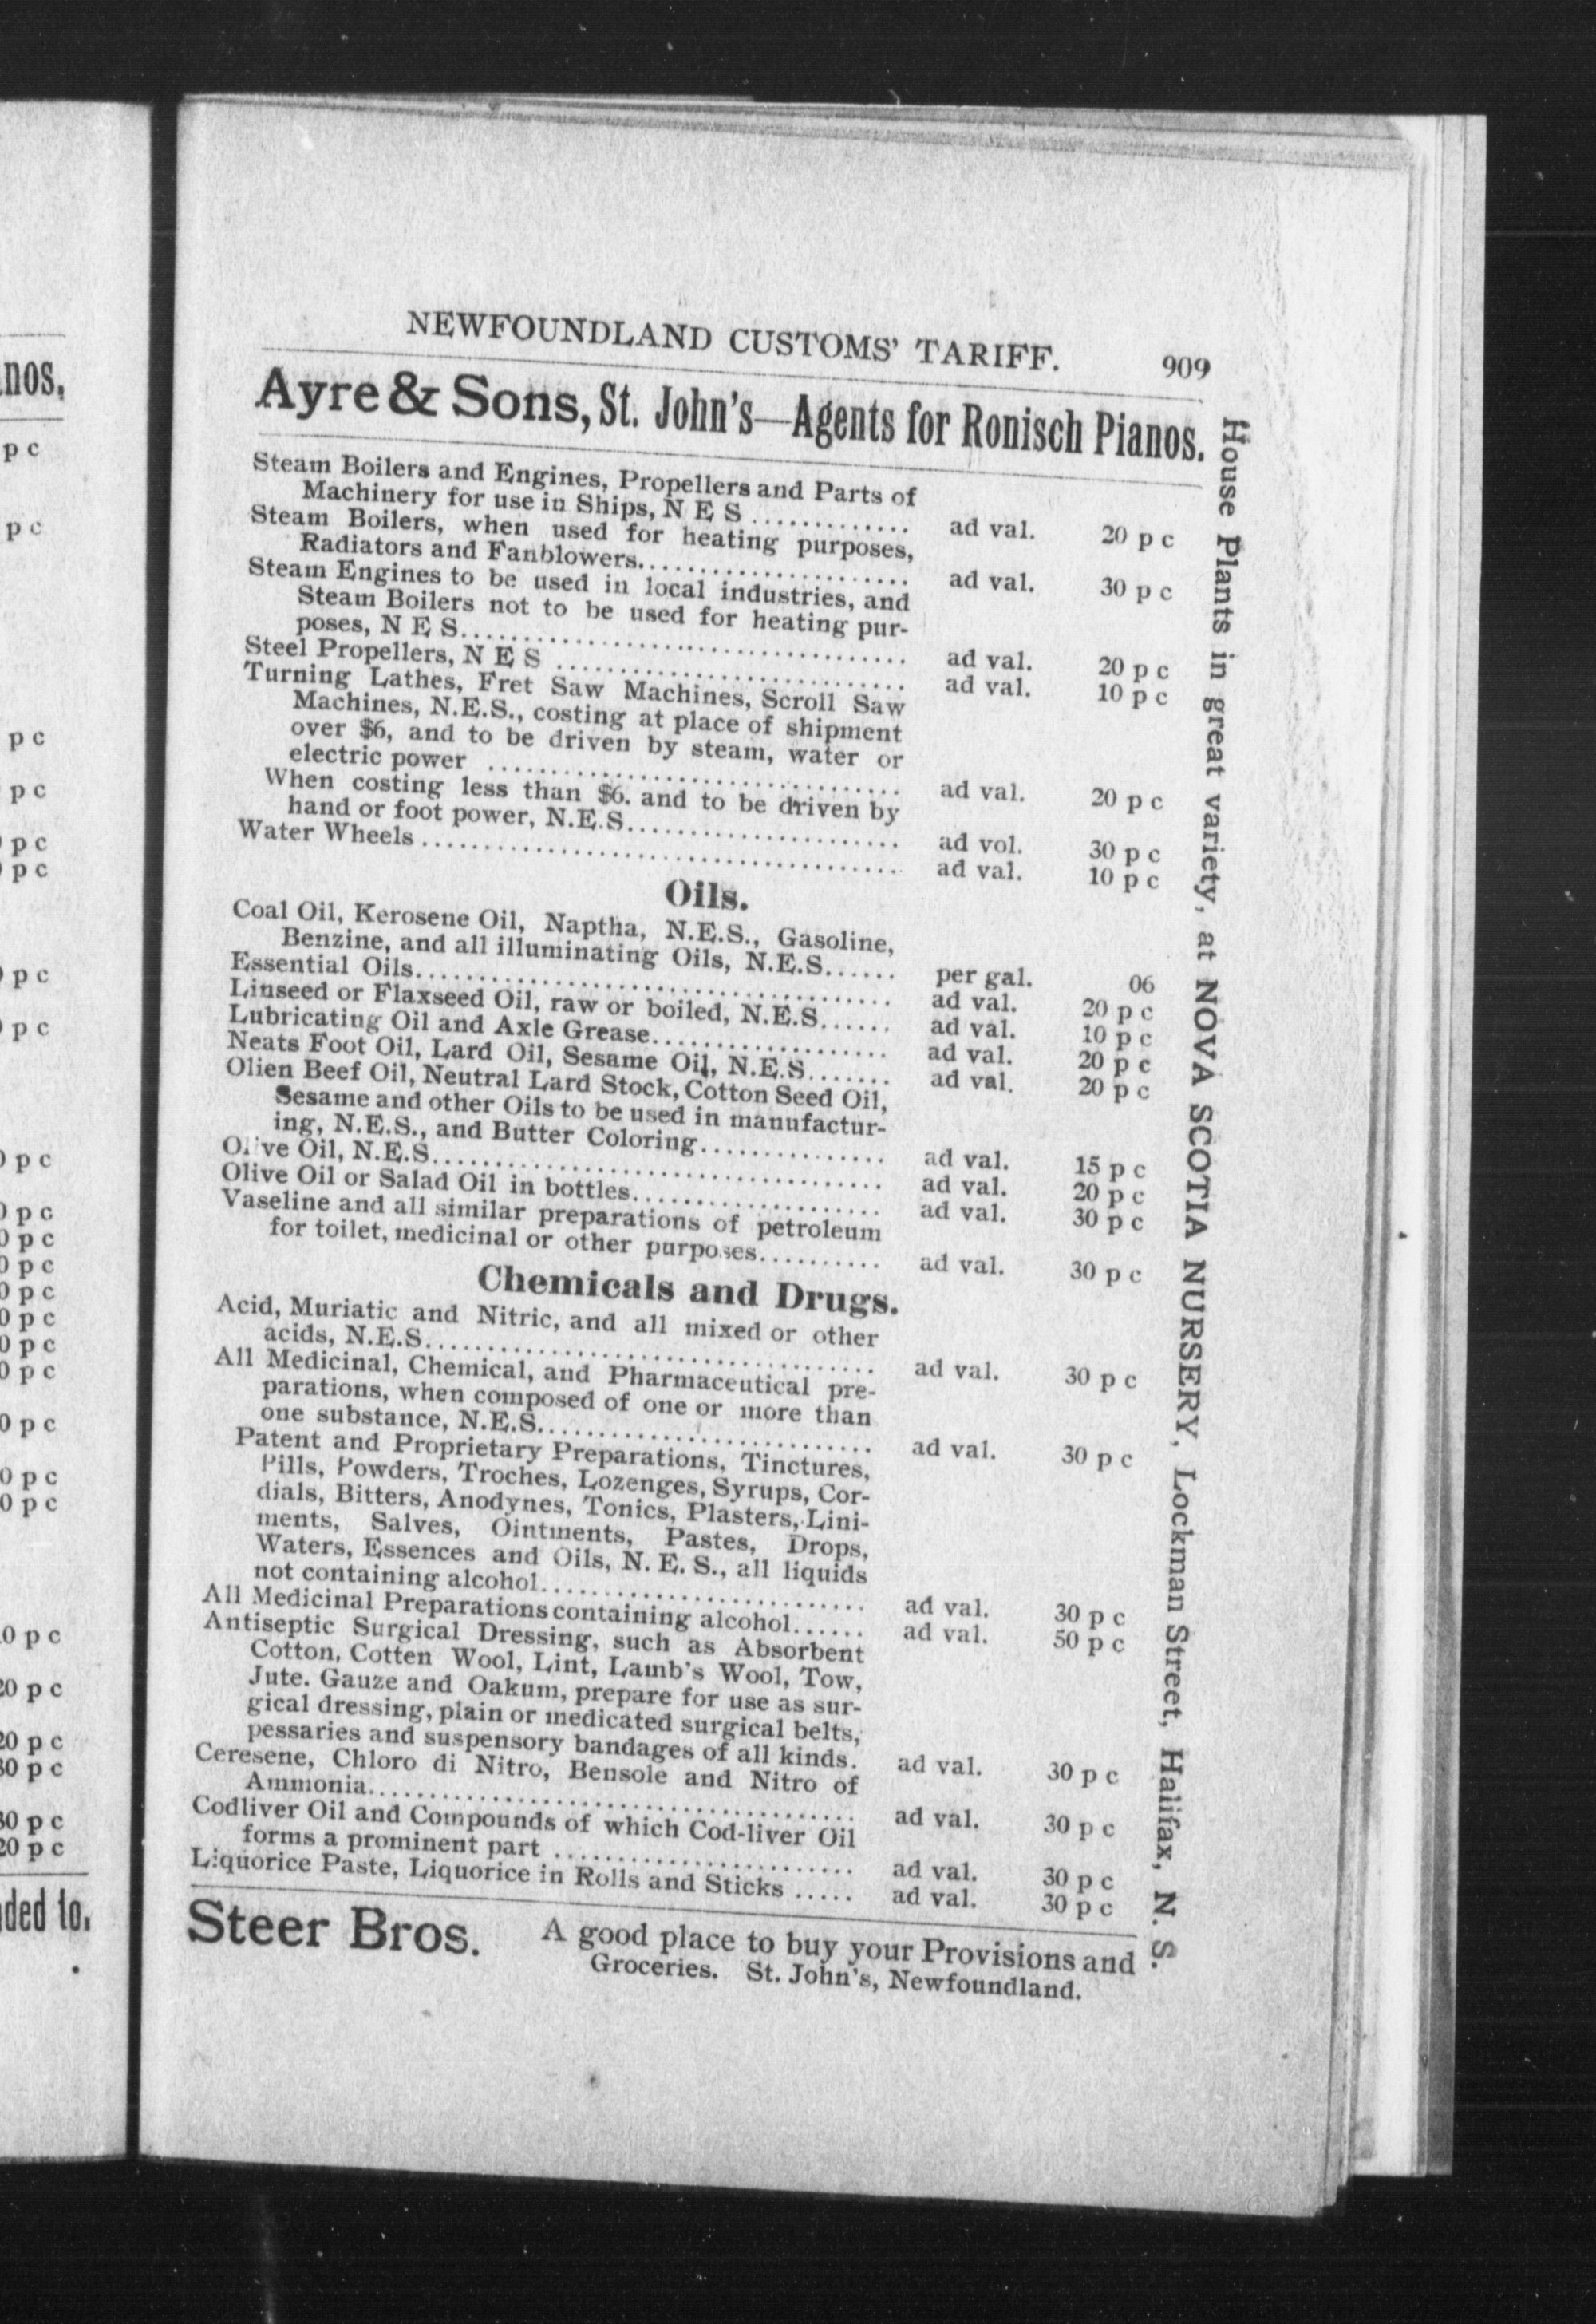 nos,
p c
p c
p c
p c
p c
p c
p c
p c
p c
p c
0 p c
0 p c
0 p c
0 p c
0 p c
0 p c
0 p c
0 p c
0 p c
0 p c
20 p c
20 p c
30 p c
30 p c
20 p c
ded to.
NEWFOUNDLAND CUSTOMS' TARIFF. 909
Ayre & Sons, St. John's—Agents for Ronisch Pianos.
Steam Boilers and Engines, Propellers and Parts of
Machinery for use in Ships, N E S ............. ad val. 20 p c
Steam Boilers, when used for heating purposes,
Radiators and Fanblowers...................... ad val. 30 p c
Steam Engines to be used in local industries, and
Steam Boilers not to be used for heating pur-
poses, N E S.................................... ad val. 20 p c
Steel Propellers, N E S ............................ ad val. 10 p c
Turning Lathes, Fret Saw Machines, Scroll Saw
Machines, N.E.S., costing at place of shipment
over $6, and to be driven by steam, water or
electric power ................................. ad val. 20 p c
When costing less than $6. and to be driven by
hand or foot power, N.E.S...................... ad vol. 30 p c
Water Wheels ...................................... ad val. 10 p c
Oils.
Coal Oil, Kerosene Oil, Naptha, N.E.S., Gasoline,
Benzine, and all illuminating Oils, N.E.S...... per gal. 06
Essential Oils..................................... ad val. 20 p c
Linseed or Flaxseed Oil, raw or boiled, N.E.S...... ad val. 10 p c
Lubricating Oil and Axle Grease................... ad val. 20 p c
Neats Foot Oil, Lard Oil, Sesame Oil, N.E.S....... ad val. 20 p c
Olien Beef Oil, Neutral Lard Stock, Cotton Seed Oil,
Sesame and other Oils to be used in manufactur-
ing, N.E.S., and Butter Coloring............... ad val. 15 p c
Olive Oil, N.E.S................................... ad val. 20 p c
Olive Oil or Salad Oil in bottles.................... ad val. 30 p c
Vaseline and all similar preparations of petroleum
for toilet, medicinal or other purposes.......... ad val. 30 p c
Chemicals and Drugs.
Acid, Muriatic and Nitric, and all mixed or other
acids, N.E.S.................................... ad val. 30 p c
All Medicinal, Chemical, and Pharmaceutical pre-
parations, when composed of one or more than
one substance, N.E.S........................... ad val. 30 p c
Patent and Proprietary Preparations, Tinctures,
Pills, Powders, Troches, Lozenges, Syrups, Cor-
dials, Bitters, Anodynes, Tonics, Plasters, Lini-
ments, Salves, Ointments, Pastes, Drops,
Waters, Essences and Oils, N. E. S., all liquids
not containing alcohol.......................... ad val. 30 p c
All Medicinal Preparations containing alcohol...... ad val. 50 p c
Antiseptic Surgical Dressing, such as Absorbent
Cotton, Cotten Wool, Lint, Lamb's Wool, Tow,
Jute. Gauze and Oakum, prepare for use as sur-
gical dressing, plain or medicated surgical belts,
pessaries and suspensory bandages of all kinds. ad val. 30 p c
Ceresene, Chloro di Nitro, Bensole and Nitro of
Ammonia....................................... ad val. 30 p c
Codliver Oil and Compounds of which Cod-liver Oil
forms a prominent part ........................ ad val. 30 p c
Liquorice Paste, Liquorice in Rolls and Sticks ..... ad val. 30 p c
Steer Bros. A good place to buy your Provisions and
Groceries. St. John's, Newfoundland.
House Plants in great variety, at NOVA SCOTIA NURSERY, Lockman Street, Halifax, N. S.